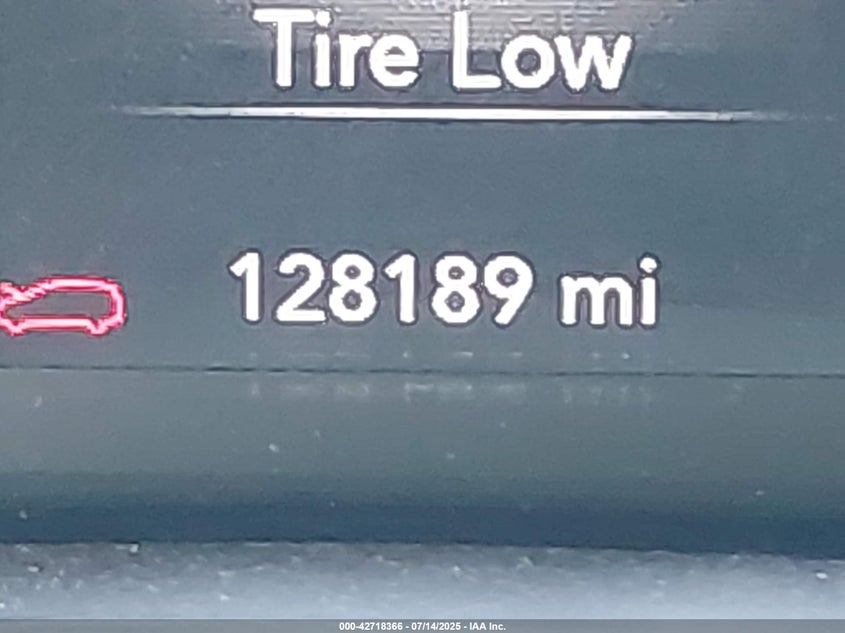 Tire Low
128189 mi
000-42718366 - 07/14/2025 - IAA Inc.